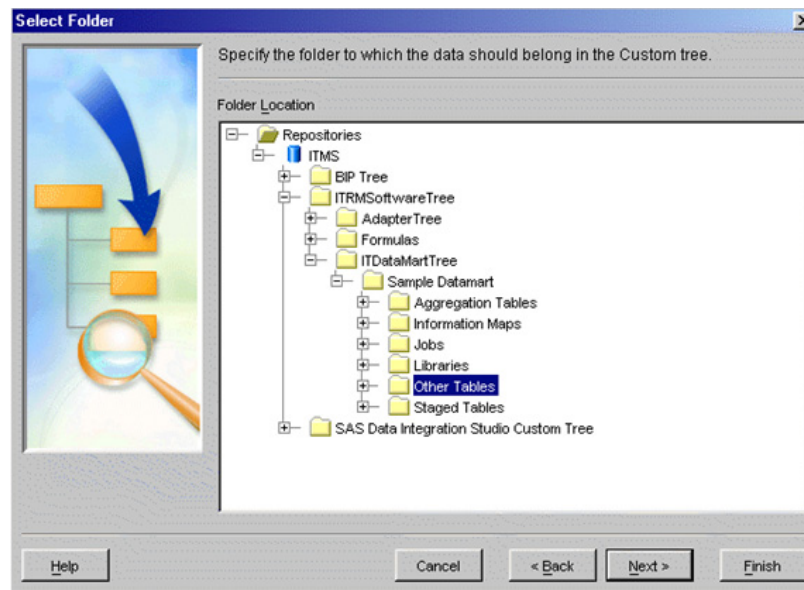 Select Folder
Specify the folder to which the data should belong in the Custom tree.
Folder Location
Repositories
ITMS
BIP Tree
ITRMSoftwareTree
AdapterTree
Formulas
ITDataMartTree
Sample Datamart
Aggregation Tables
Information Maps
Jobs
Libraries
Other Tables
Staged Tables
SAS Data Integration Studio Custom Tree
Help Cancel < Back Next > Finish